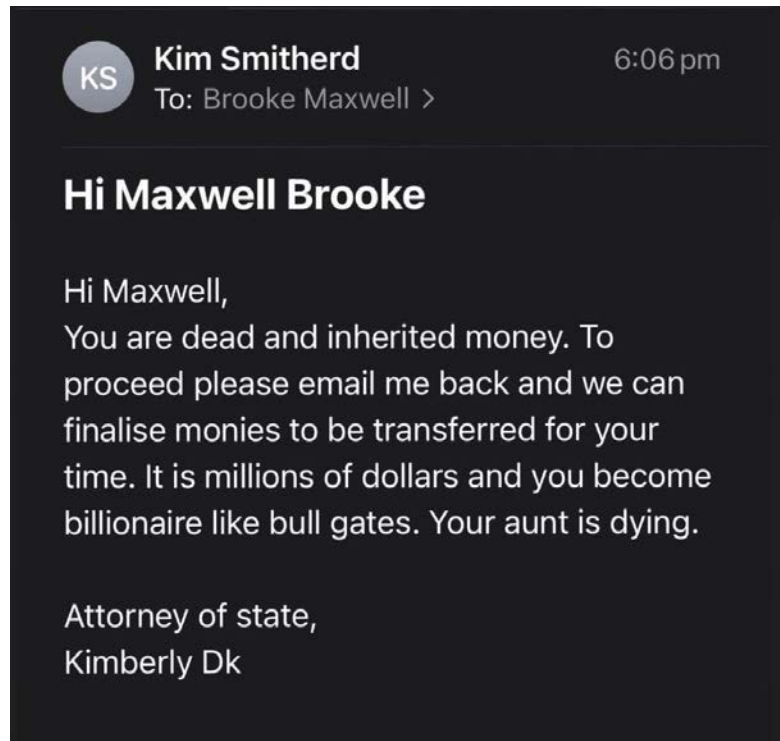 KS
Kim Smitherd
6:06 pm
To: Brooke Maxwell >
Hi Maxwell Brooke
Hi Maxwell,
You are dead and inherited money. To
proceed please email me back and we can
finalise monies to be transferred for your
time. It is millions of dollars and you become
billionaire like bull gates. Your aunt is dying.
Attorney of state,
Kimberly Dk